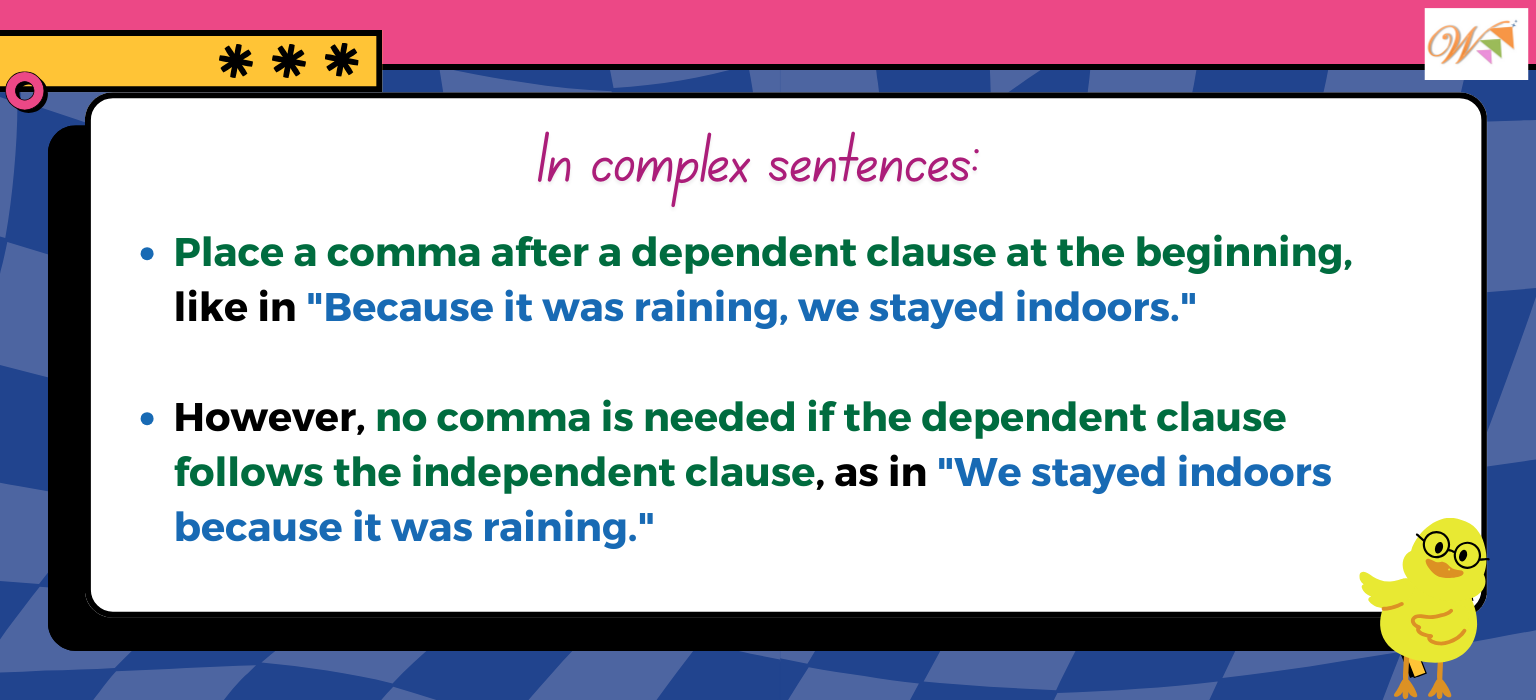 In complex sentences:
• Place a comma after a dependent clause at the beginning,
like in "Because it was raining, we stayed indoors."
• However, no comma is needed if the dependent clause
follows the independent clause, as in "We stayed indoors
because it was raining."
W